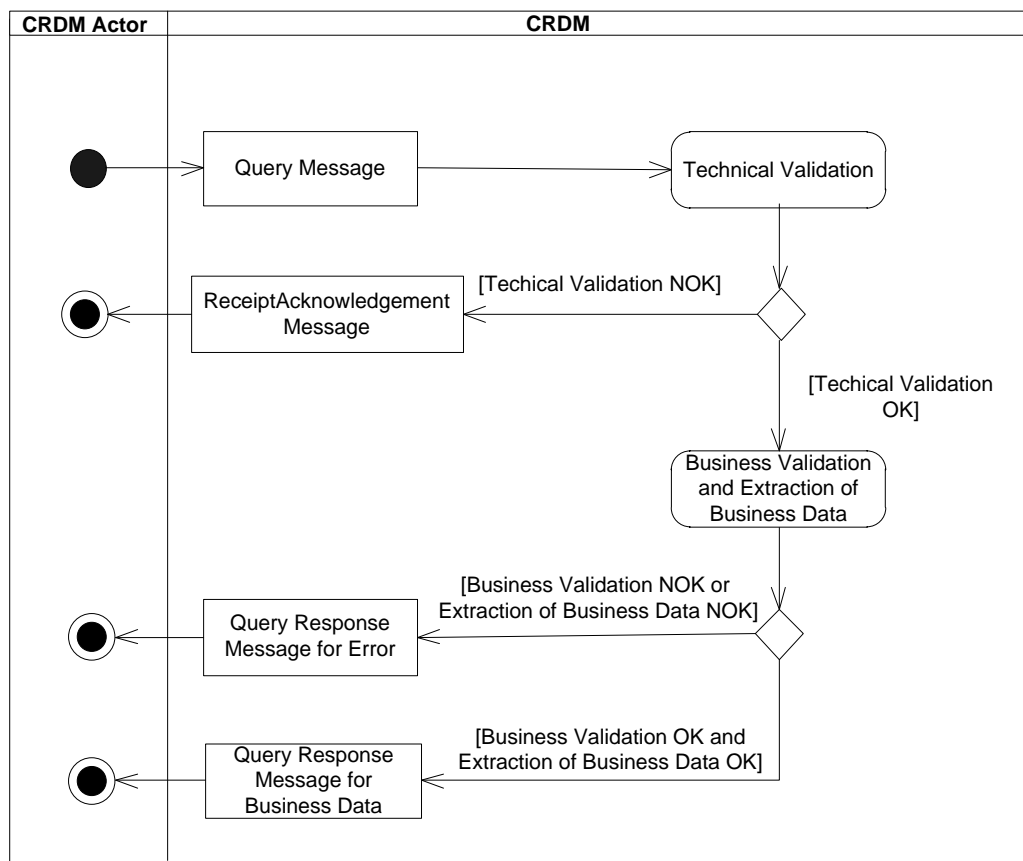 CRDM Actor
CRDM
Query Message
Technical Validation
[Techical Validation NOK]
ReceiptAcknowledgement
Message
[Techical Validation
OK]
Business Validation
and Extraction of
Business Data
[Business Validation NOK or
Extraction of Business Data NOK]
Query Response
Message for Error
[Business Validation OK and
Extraction of Business Data OK]
Query Response
Message for
Business Data